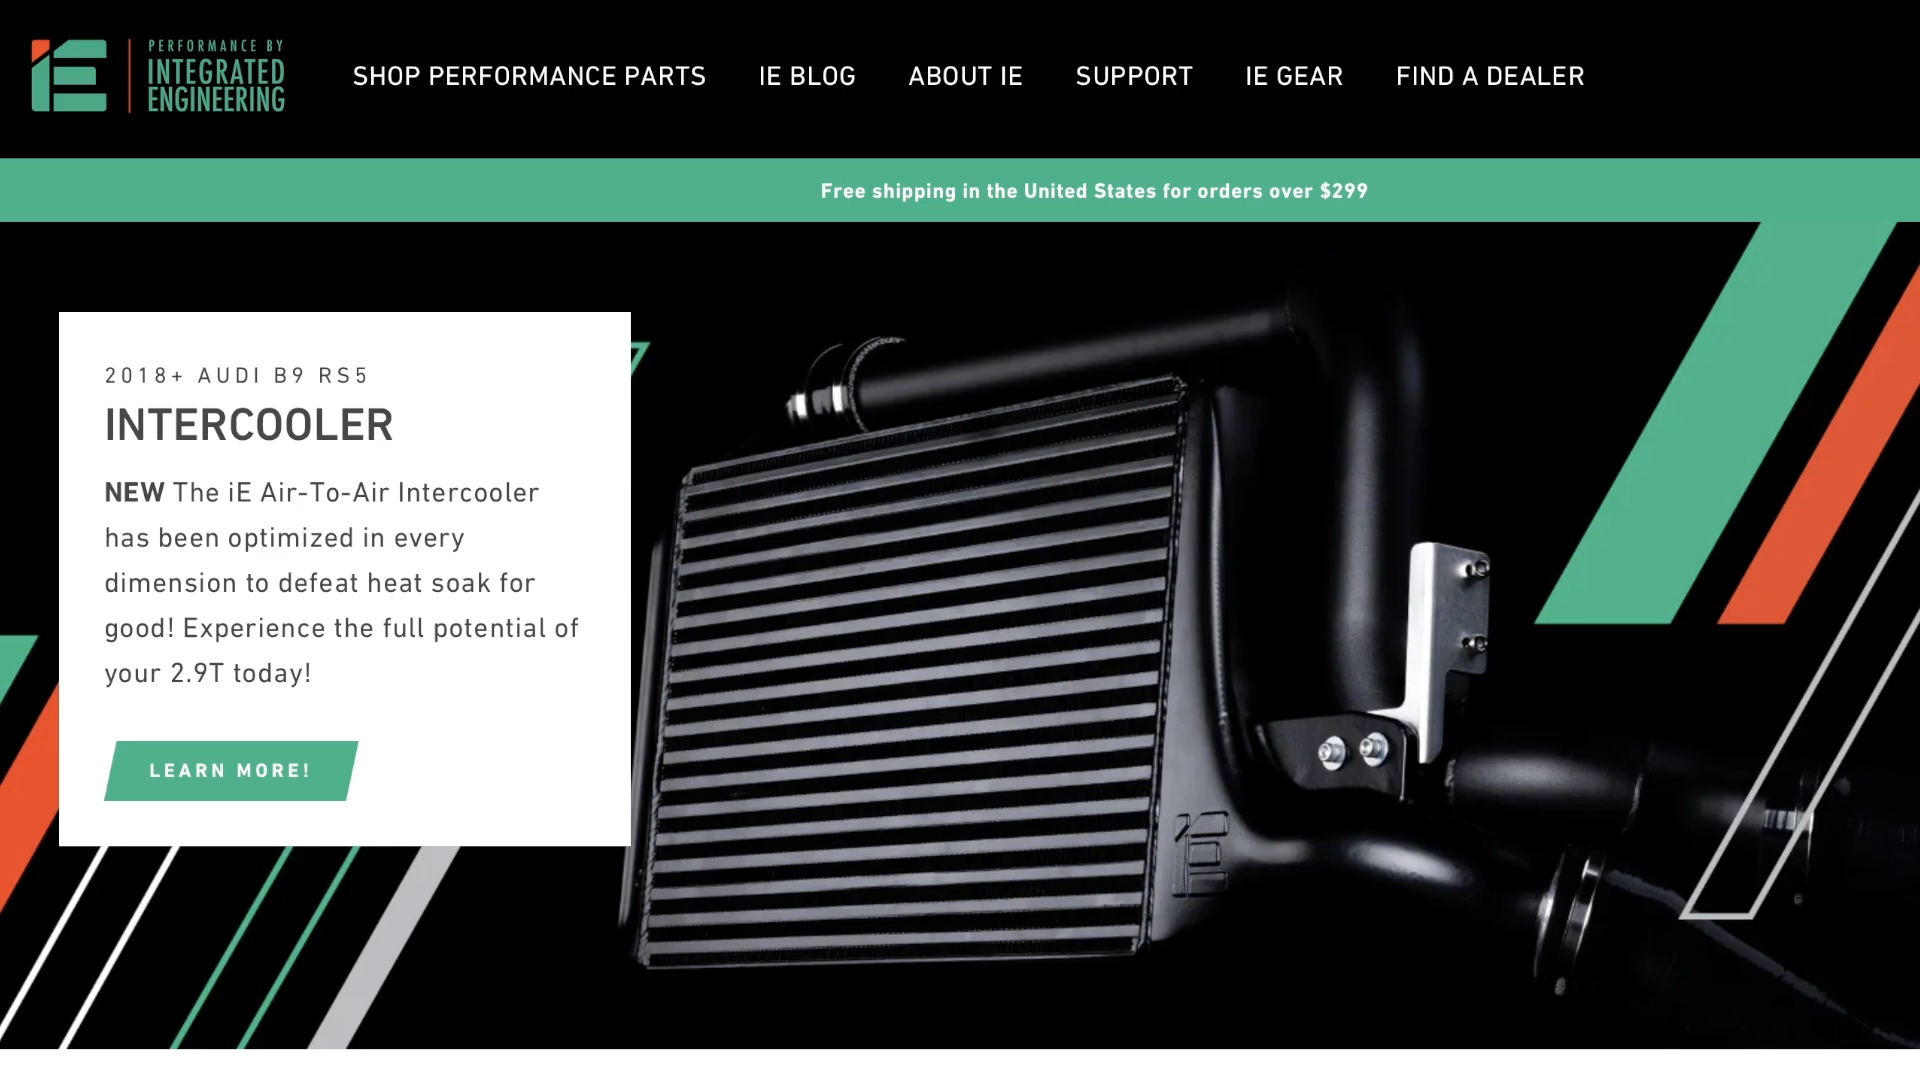 PERFORMANCE BY
INTEGRATED
ENGINEERING
SHOP PERFORMANCE PARTS IE BLOG ABOUT IE SUPPORT IE GEAR FIND A DEALER
Free shipping in the United States for orders over $299
2018+ AUDI B9 RS5
INTERCOOLER
NEW The iE Air-To-Air Intercooler
has been optimized in every
dimension to defeat heat soak for
good! Experience the full potential of
your 2.9T today!
LEARN MORE!